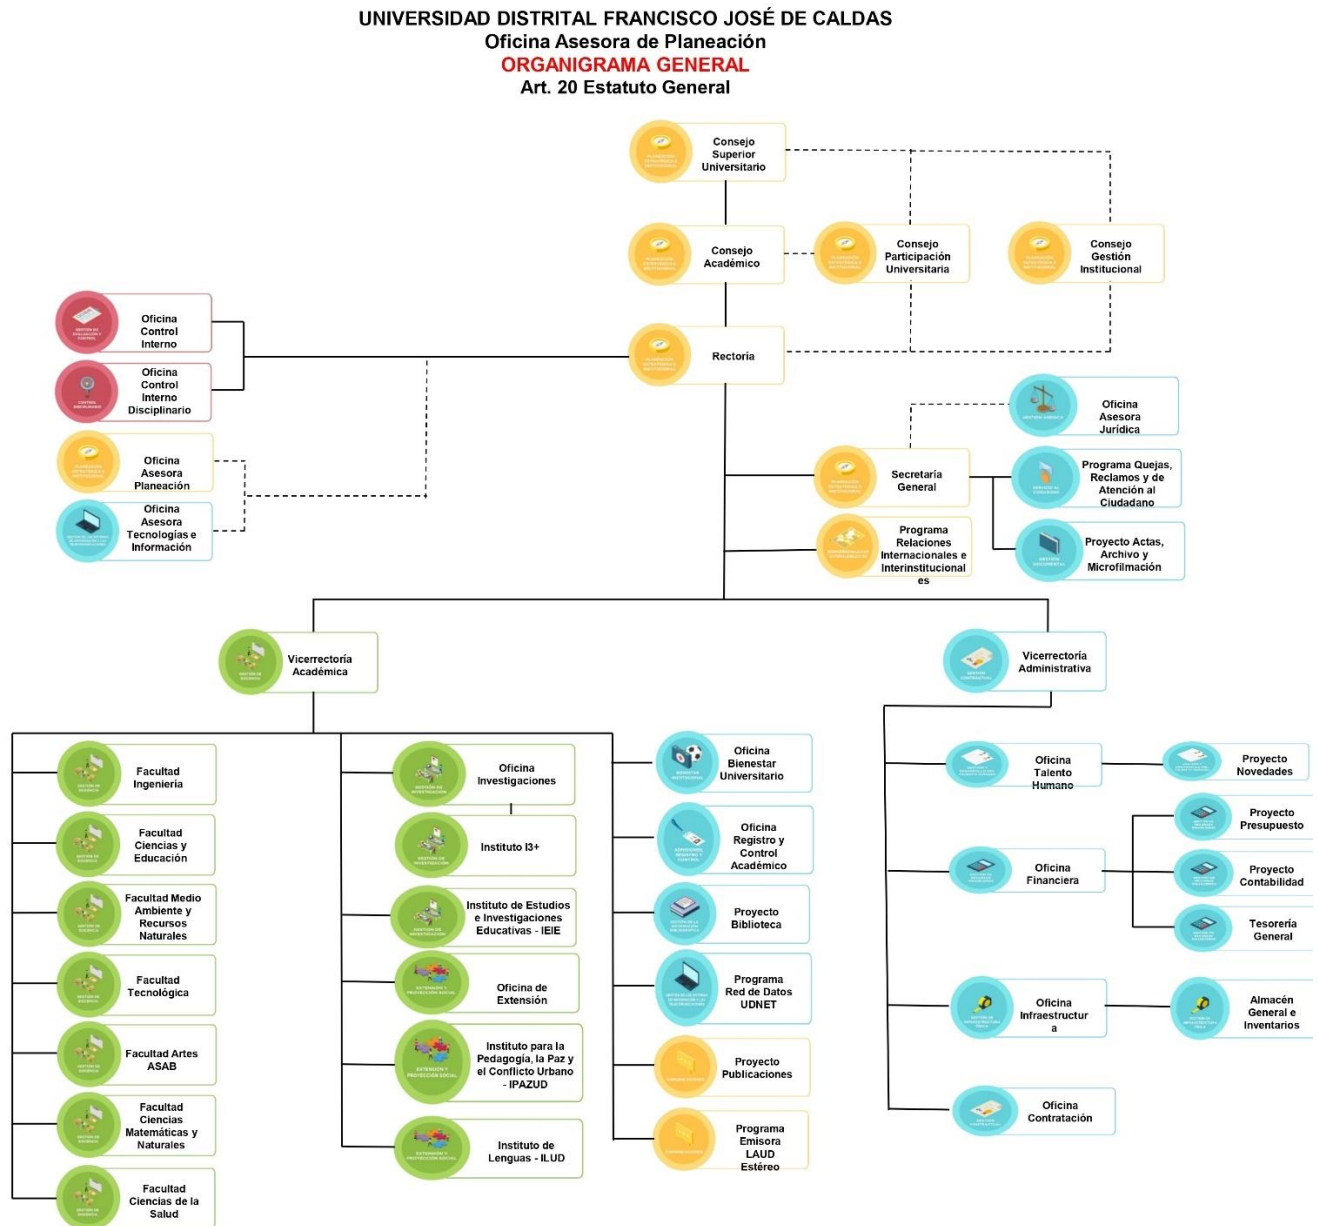 UNIVERSIDAD DISTRITAL FRANCISCO JOSÉ DE CALDAS
Oficina Asesora de Planeación
ORGANIGRAMA GENERAL
Art. 20 Estatuto General
Consejo
Superior
Universitario
Consejo
Académico
Consejo
Participación
Universitaria
Consejo
Gestión
Institucional
Oficina
Control
Interno
Rectoría
Oficina
Control
Interno
Disciplinario
Oficina
Asesora
Planeación
Oficina
Asesora
Tecnologías e
Información
Oficina
Asesora
Jurídica
Secretaría
General
Programa Quejas,
Reclamos y de
Atención al
Ciudadano
Programa
Relaciones
Internacionales e
Interinstitucional
es
Proyecto Actas,
Archivo y
Microfilmación
Vicerrectoría
Académica
Vicerrectoría
Administrativa
Facultad
Ingeniería
Facultad
Ciencias y
Educación
Facultad Medio
Ambiente y
Recursos
Naturales
Facultad
Tecnológica
Facultad Artes
ASAB
Facultad
Ciencias
Matemáticas y
Naturales
Facultad
Ciencias de la
Salud
Oficina
Investigaciones
Instituto I3+
Instituto de Estudios
e Investigaciones
Educativas - IEIE
Oficina de
Extensión
Instituto para la
Pedagogía, la Paz y
el Conflicto Urbano
- IPAZUD
Instituto de
Lenguas - ILUD
Oficina
Bienestar
Universitario
Oficina
Registro y
Control
Académico
Proyecto
Biblioteca
Programa
Red de Datos
UDNET
Proyecto
Publicaciones
Programa
Emisora
LAUD
Estéreo
Oficina
Talento
Humano
Proyecto
Novedades
Oficina
Financiera
Proyecto
Presupuesto
Proyecto
Contabilidad
Tesorería
General
Oficina
Infraestructur
a
Almacén
General e
Inventarios
Oficina
Contratación